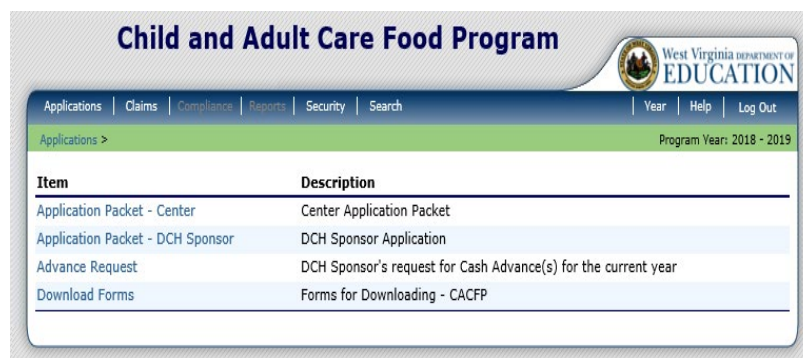 Child and Adult Care Food Program
West Virginia DEPARTMENT OF
EDUCATION
Applications | Claims | Compliance | Reports | Security | Search | Year | Help | Log Out
Applications > Program Year: 2018 - 2019
Item Description
Application Packet - Center Center Application Packet
Application Packet - DCH Sponsor DCH Sponsor Application
Advance Request DCH Sponsor's request for Cash Advance(s) for the current year
Download Forms Forms for Downloading - CACFP